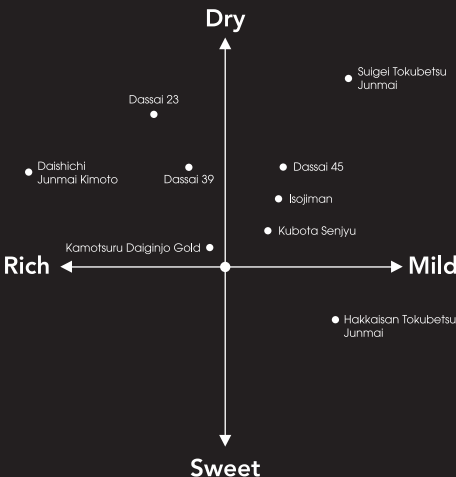 Dry
Suigei Tokubetsu
Junmai
Dassai 23
Daishichi
Junmai Kimoto
Dassai 39
Dassai 45
Isojiman
Kubota Senjyu
Kamotsuru Daiginjo Gold
Rich
Mild
Hakkaisan Tokubetsu
Junmai
Sweet